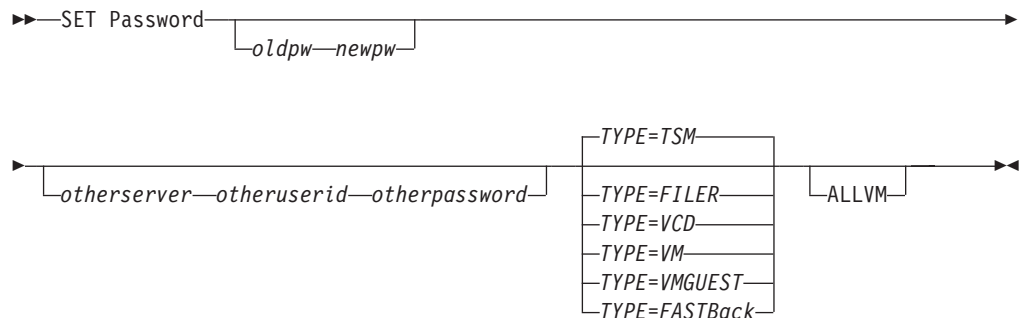 SET Password
oldpw newpw
TYPE=TSM
otherserver otheruserid otherpassword
TYPE=FILER
ALLVM
TYPE=VCD
TYPE=VM
TYPE=VMGUEST
TYPE=FASTBack